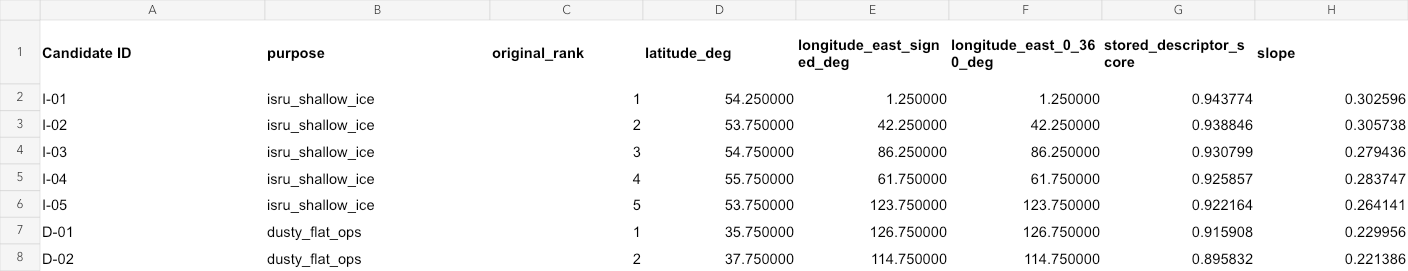 A B C D E F G H
1 Candidate ID purpose original_rank latitude_deg longitude_east_signed_deg longitude_east_0_360_deg stored_descriptor_score slope
2 I-01 isru_shallow_ice 1 54.250000 1.250000 1.250000 0.943774 0.302596
3 I-02 isru_shallow_ice 2 53.750000 42.250000 42.250000 0.938846 0.305738
4 I-03 isru_shallow_ice 3 54.750000 86.250000 86.250000 0.930799 0.279436
5 I-04 isru_shallow_ice 4 55.750000 61.750000 61.750000 0.925857 0.283747
6 I-05 isru_shallow_ice 5 53.750000 123.750000 123.750000 0.922164 0.264141
7 D-01 dusty_flat_ops 1 35.750000 126.750000 126.750000 0.915908 0.229956
8 D-02 dusty_flat_ops 2 37.750000 114.750000 114.750000 0.895832 0.221386